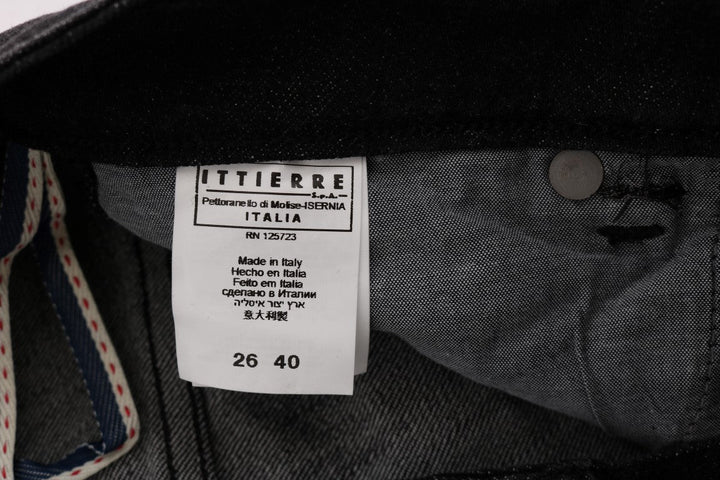 ITTIERRE
S.p.A.
Pettoranello di Molise-ISERNIA
ITALIA
RN 125723
Made in Italy
Hecho en Italia
Feito em Italia
сделано в Италии
ארץ יצור איטליה
意大利製
26 40